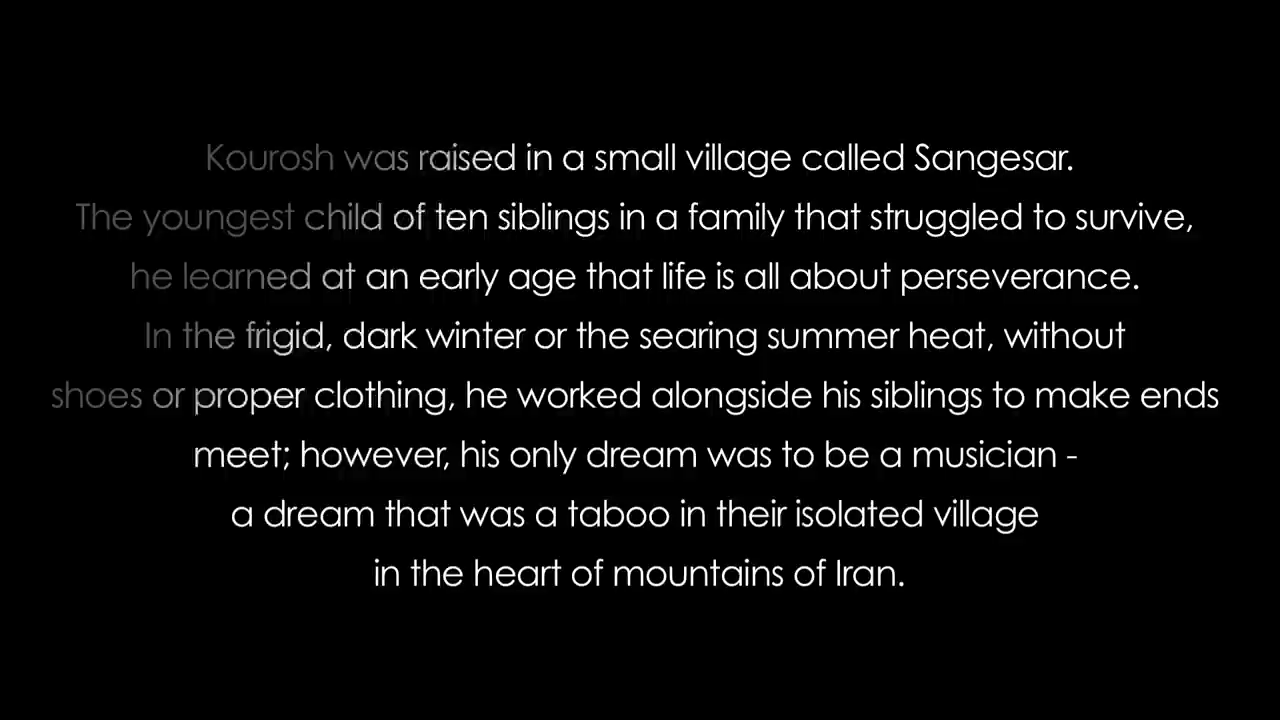 Kourosh was raised in a small village called Sangesar.
The youngest child of ten siblings in a family that struggled to survive,
he learned at an early age that life is all about perseverance.
In the frigid, dark winter or the searing summer heat, without
shoes or proper clothing, he worked alongside his siblings to make ends
meet; however, his only dream was to be a musician -
a dream that was a taboo in their isolated village
in the heart of mountains of Iran.